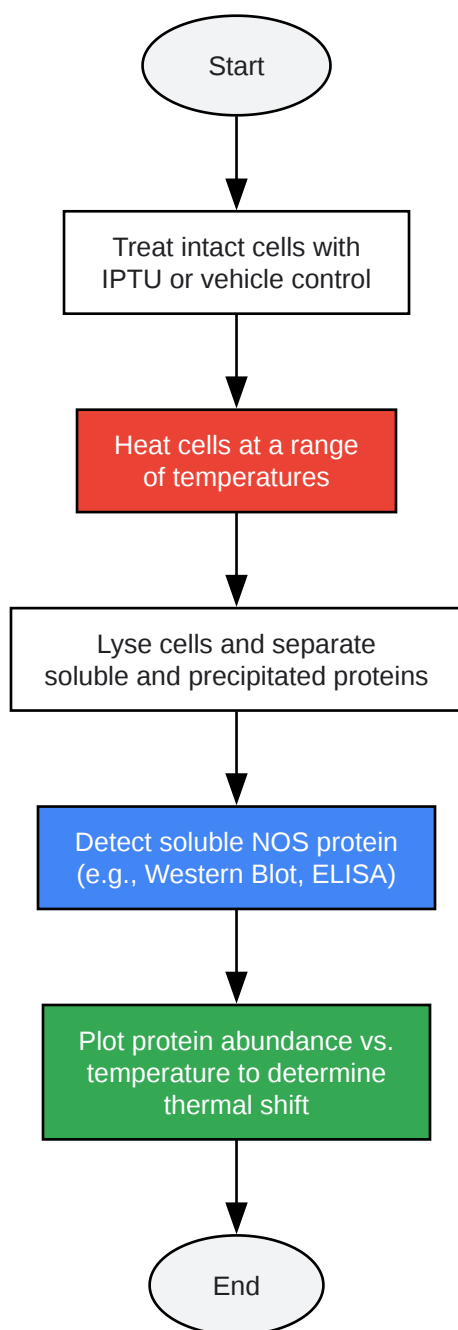 Start
Treat intact cells with
IPTU or vehicle control
Heat cells at a range
of temperatures
Lyse cells and separate
soluble and precipitated proteins
Detect soluble NOS protein
(e.g., Western Blot, ELISA)
Plot protein abundance vs.
temperature to determine
thermal shift
End